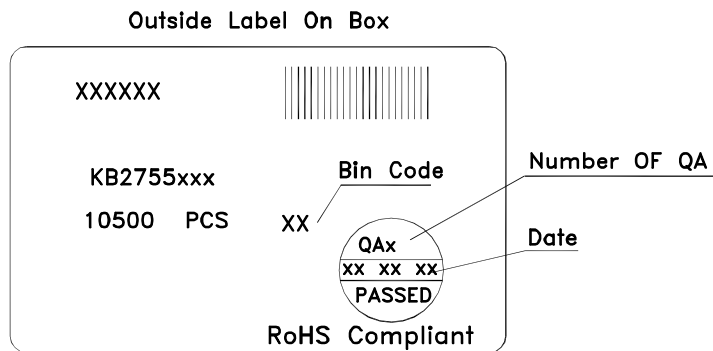 Outside Label On Box
XXXXXX
KB2755xxx
Bin Code
Number OF QA
10500 PCS
XX
QAx
Date
XX XX XX
PASSED
RoHS Compliant